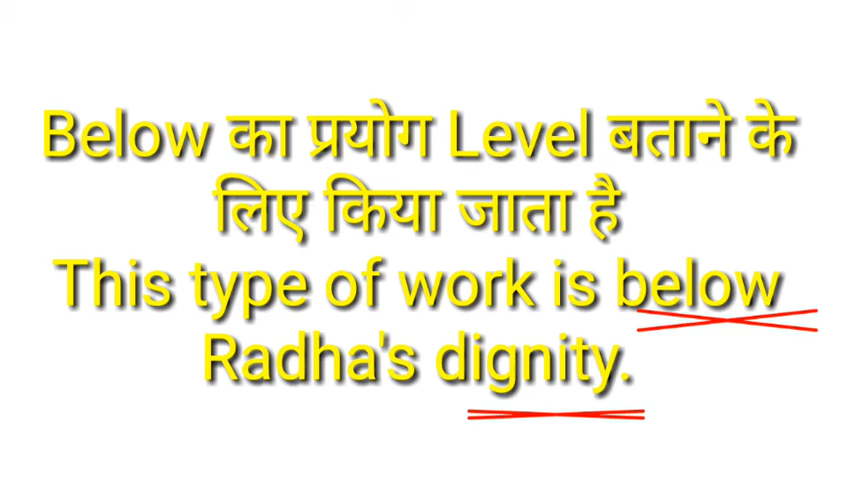 Below का प्रयोग Level बताने के
लिए किया जाता है
This type of work is below
Radha's dignity.